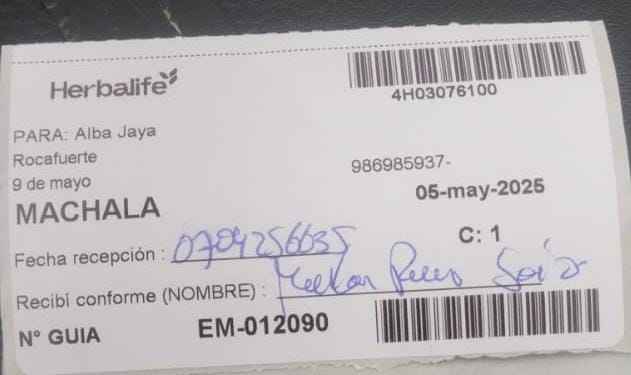 Herbalife
4H03076100
PARA: Alba Jaya
Rocafuerte
986985937-
9 de mayo
05-may-2025
MACHALA
C: 1
Fecha recepción : 0704256635
Recibí conforme (NOMBRE) :
N° GUIA EM-012090